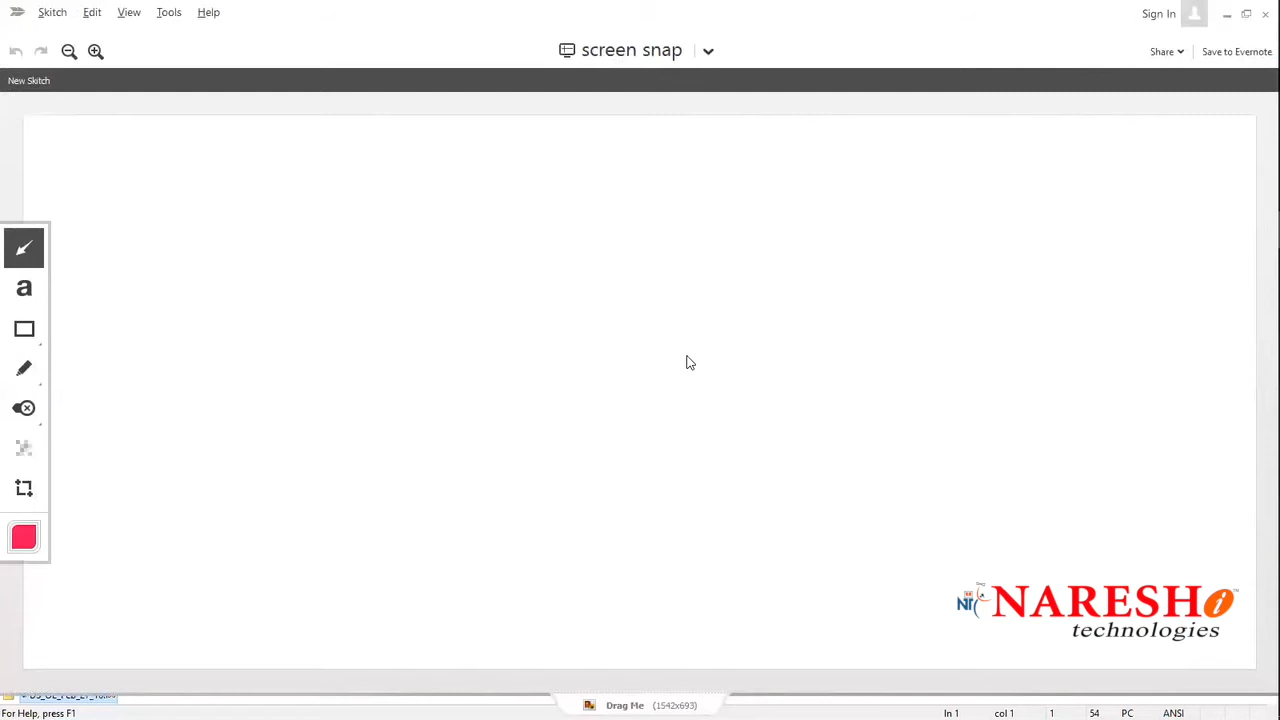 Skitch Edit View Tools Help Sign In
screen snap
Share Save to Evernote
New Skitch
a
NARESH i ™
technologies
Drag Me (1542x693)
For Help, press F1 ln 1 col 1 1 54 PC ANSI